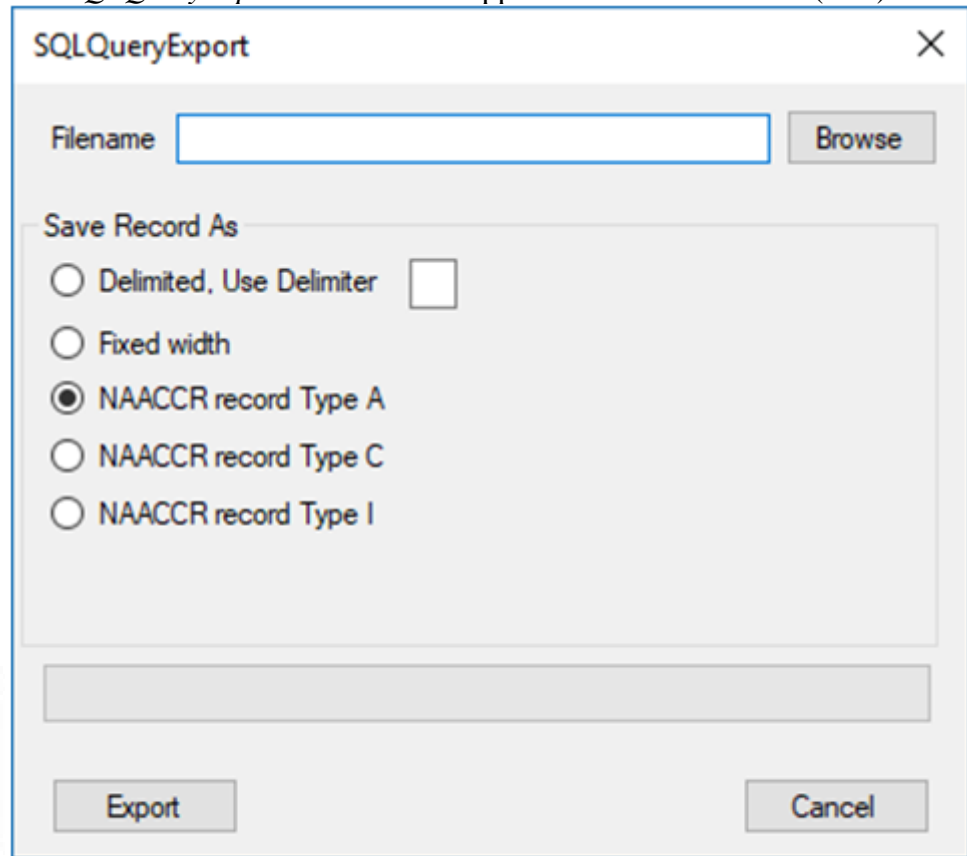 SQLQueryExport
Filename Browse
Save Record As
Delimited, Use Delimiter
Fixed width
NAACCR record Type A
NAACCR record Type C
NAACCR record Type I
Export Cancel